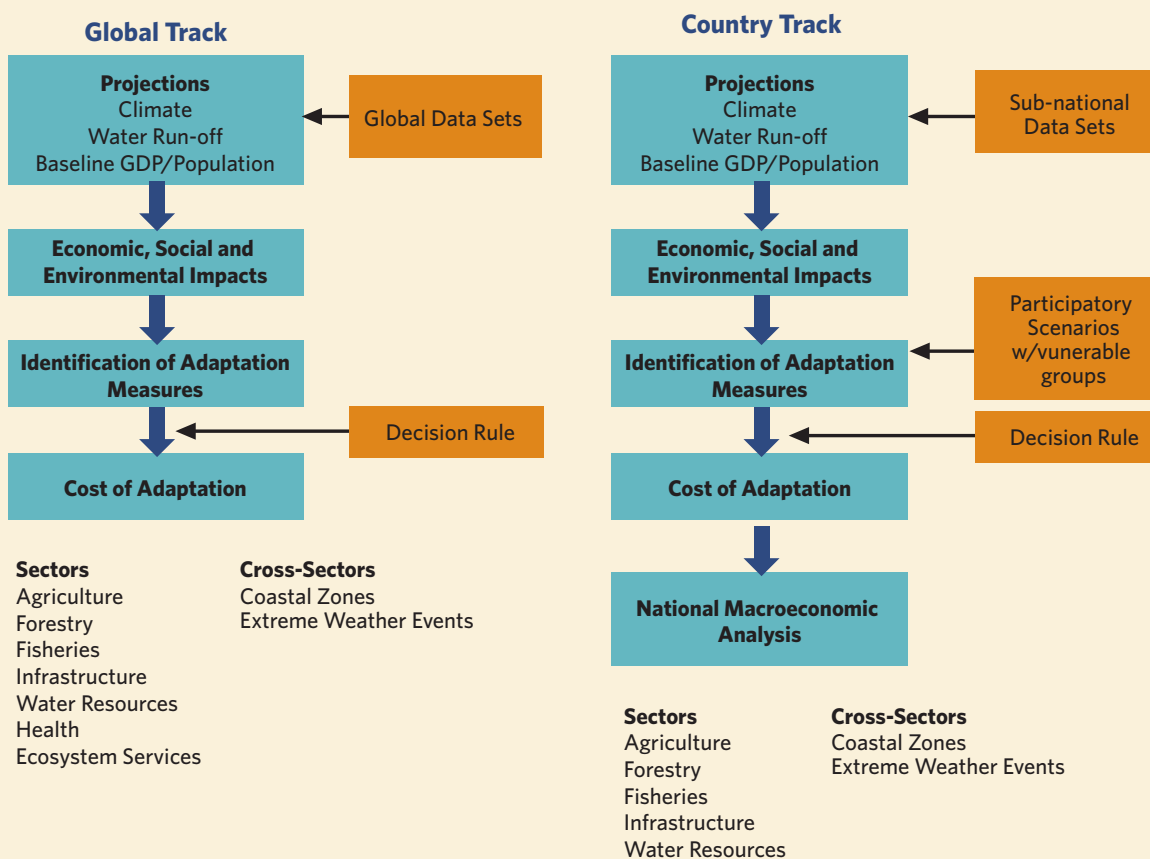 Global Track
Projections
Climate
Water Run-off
Baseline GDP/Population
Global Data Sets
Economic, Social and
Environmental Impacts
Identification of Adaptation
Measures
Decision Rule
Cost of Adaptation
Sectors
Agriculture
Forestry
Fisheries
Infrastructure
Water Resources
Health
Ecosystem Services
Cross-Sectors
Coastal Zones
Extreme Weather Events
Country Track
Projections
Climate
Water Run-off
Baseline GDP/Population
Sub-national
Data Sets
Economic, Social and
Environmental Impacts
Participatory
Scenarios
w/vunerable
groups
Identification of Adaptation
Measures
Decision Rule
Cost of Adaptation
National Macroeconomic
Analysis
Sectors
Agriculture
Forestry
Fisheries
Infrastructure
Water Resources
Cross-Sectors
Coastal Zones
Extreme Weather Events